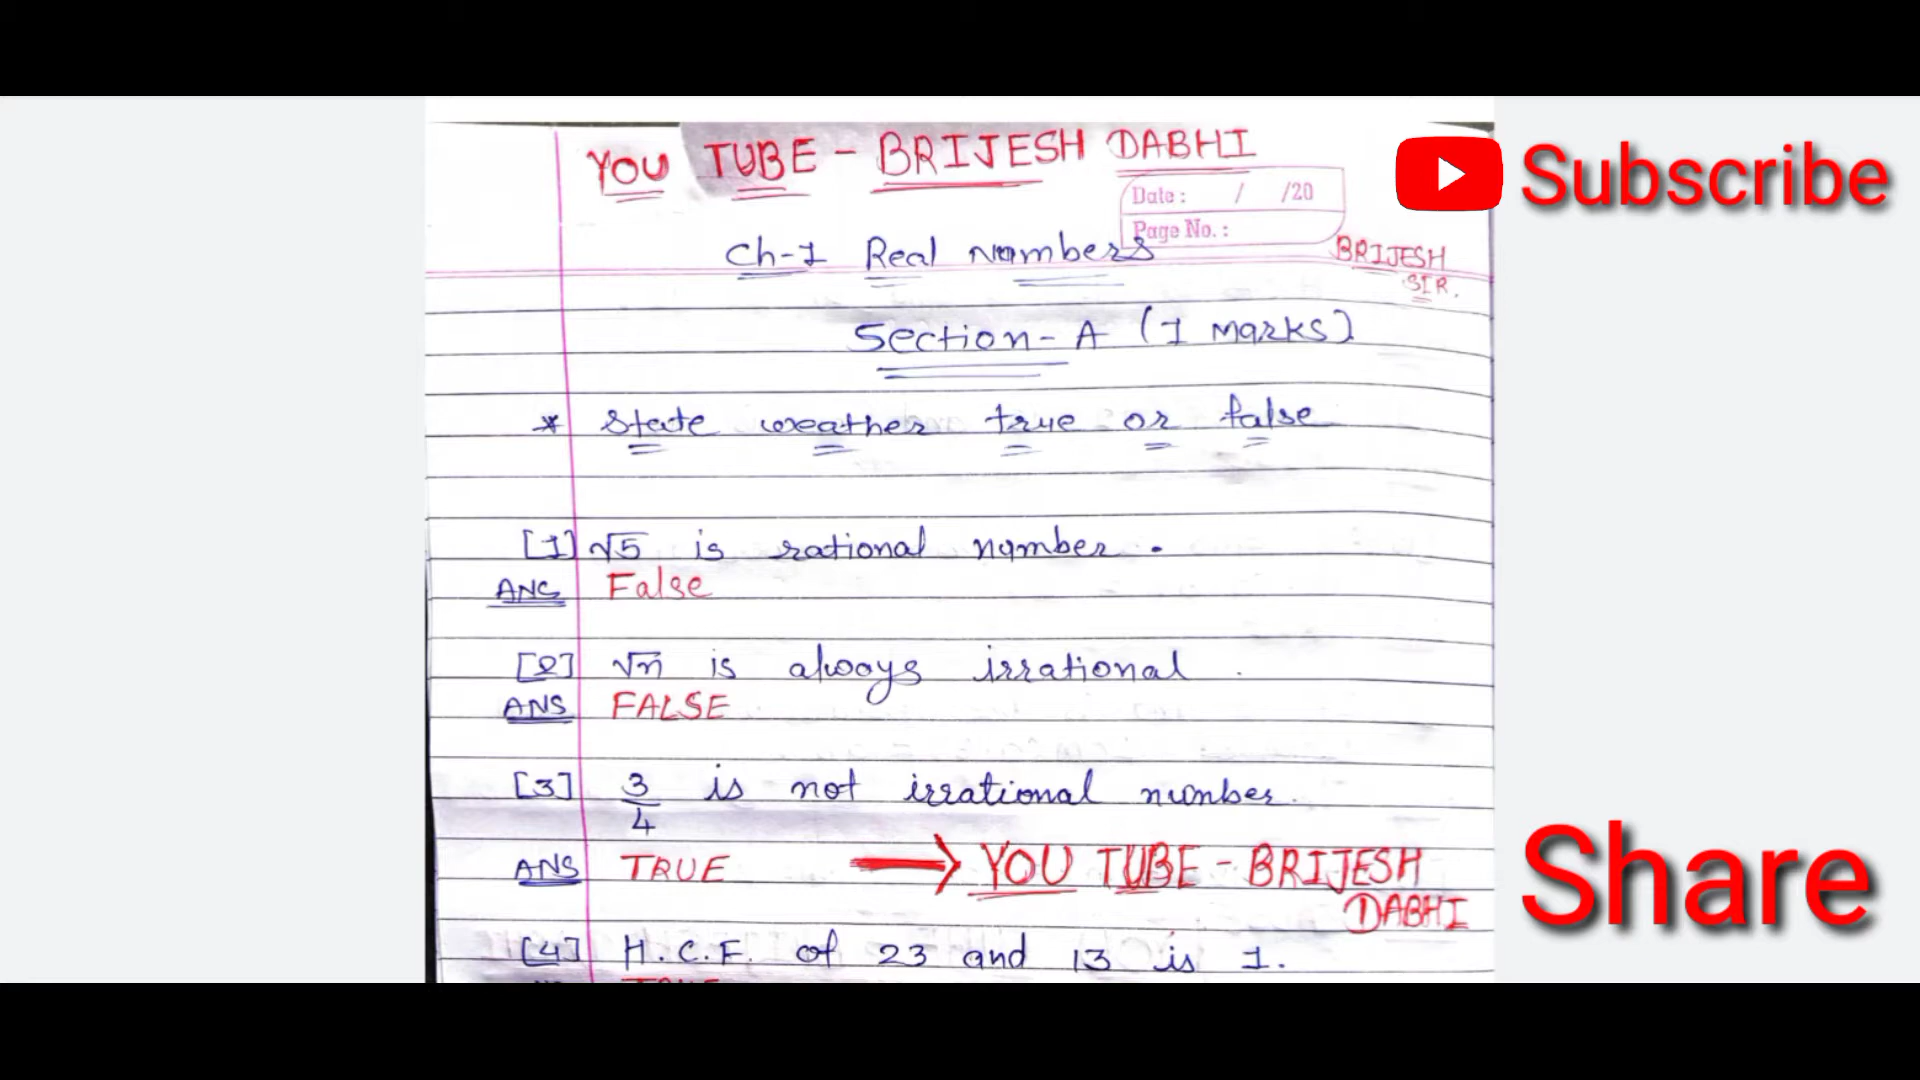 YOU TUBE - BRIJESH DABHI
Subscribe
Date : / /20
Page No. :
Ch-1 Real Numbers
BRIJESH
SIR.
Section - A (1 Marks)
* State weather true or false
[1] √5 is rational number.
ANS False
[2] √n is always irrational.
ANS FALSE
[3] 3/4 is not irrational number.
ANS TRUE → YOU TUBE - BRIJESH
DABHI
Share
[4] H.C.F. of 23 and 13 is 1.